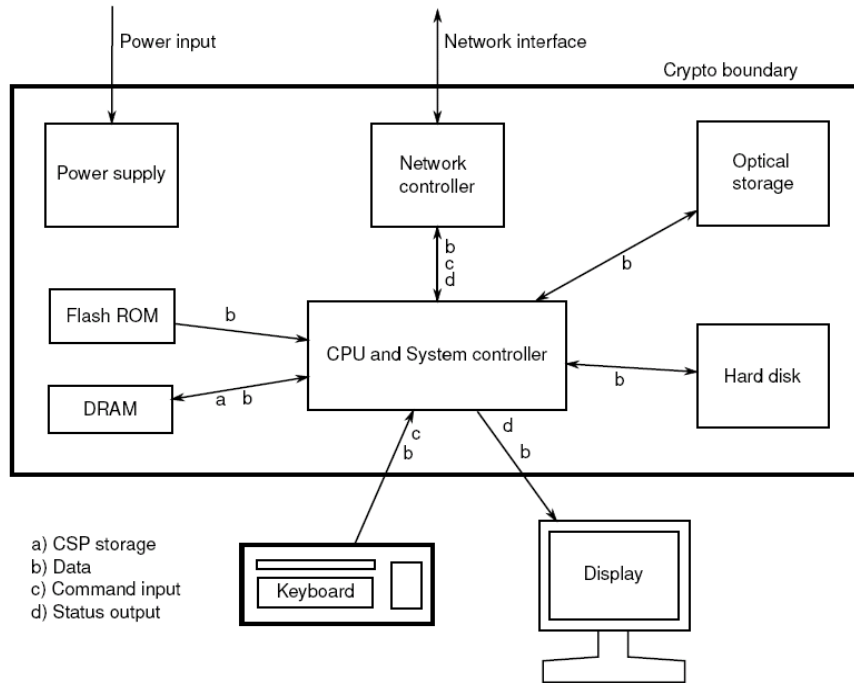 Power input
Network interface
Crypto boundary
Power supply
Network
controller
Optical
storage
b
c
d
b
Flash ROM
b
CPU and System controller
b
Hard disk
DRAM
a b
c
b
d
b
a) CSP storage
b) Data
c) Command input
d) Status output
Keyboard
Display